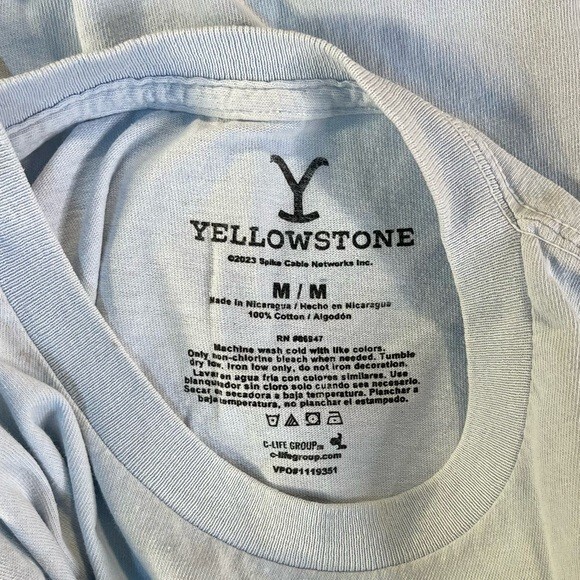 Y
YELLOWSTONE
©2023 Spike Cable Networks Inc.
M / M
Made in Nicaragua / Hecho en Nicaragua
100% Cotton / Algodón
RN #86947
Machine wash cold with like colors.
Only non-chlorine bleach when needed. Tumble
dry low. Iron low only, do not iron decoration.
Lavar en agua fria con colores similares. Use
blanqueador sin cloro solo cuando sea necesario.
Secar en secadora a baja temperatura. Planchar a
baja temperatura, no planchar el estampado.
C-LIFE GROUP
c-lifegroup.com
VPO#1119351